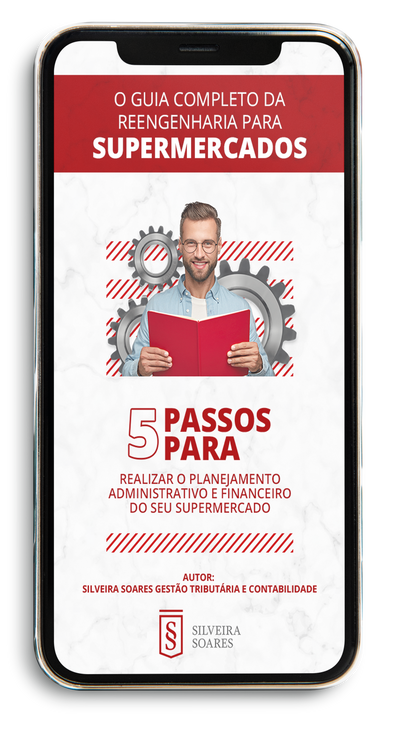 O GUIA COMPLETO DA
REENGENHARIA PARA
SUPERMERCADOS
5 PASSOS
PARA
REALIZAR O PLANEJAMENTO
ADMINISTRATIVO E FINANCEIRO
DO SEU SUPERMERCADO
AUTOR:
SILVEIRA SOARES GESTÃO TRIBUTÁRIA E CONTABILIDADE
§
SILVEIRA
SOARES